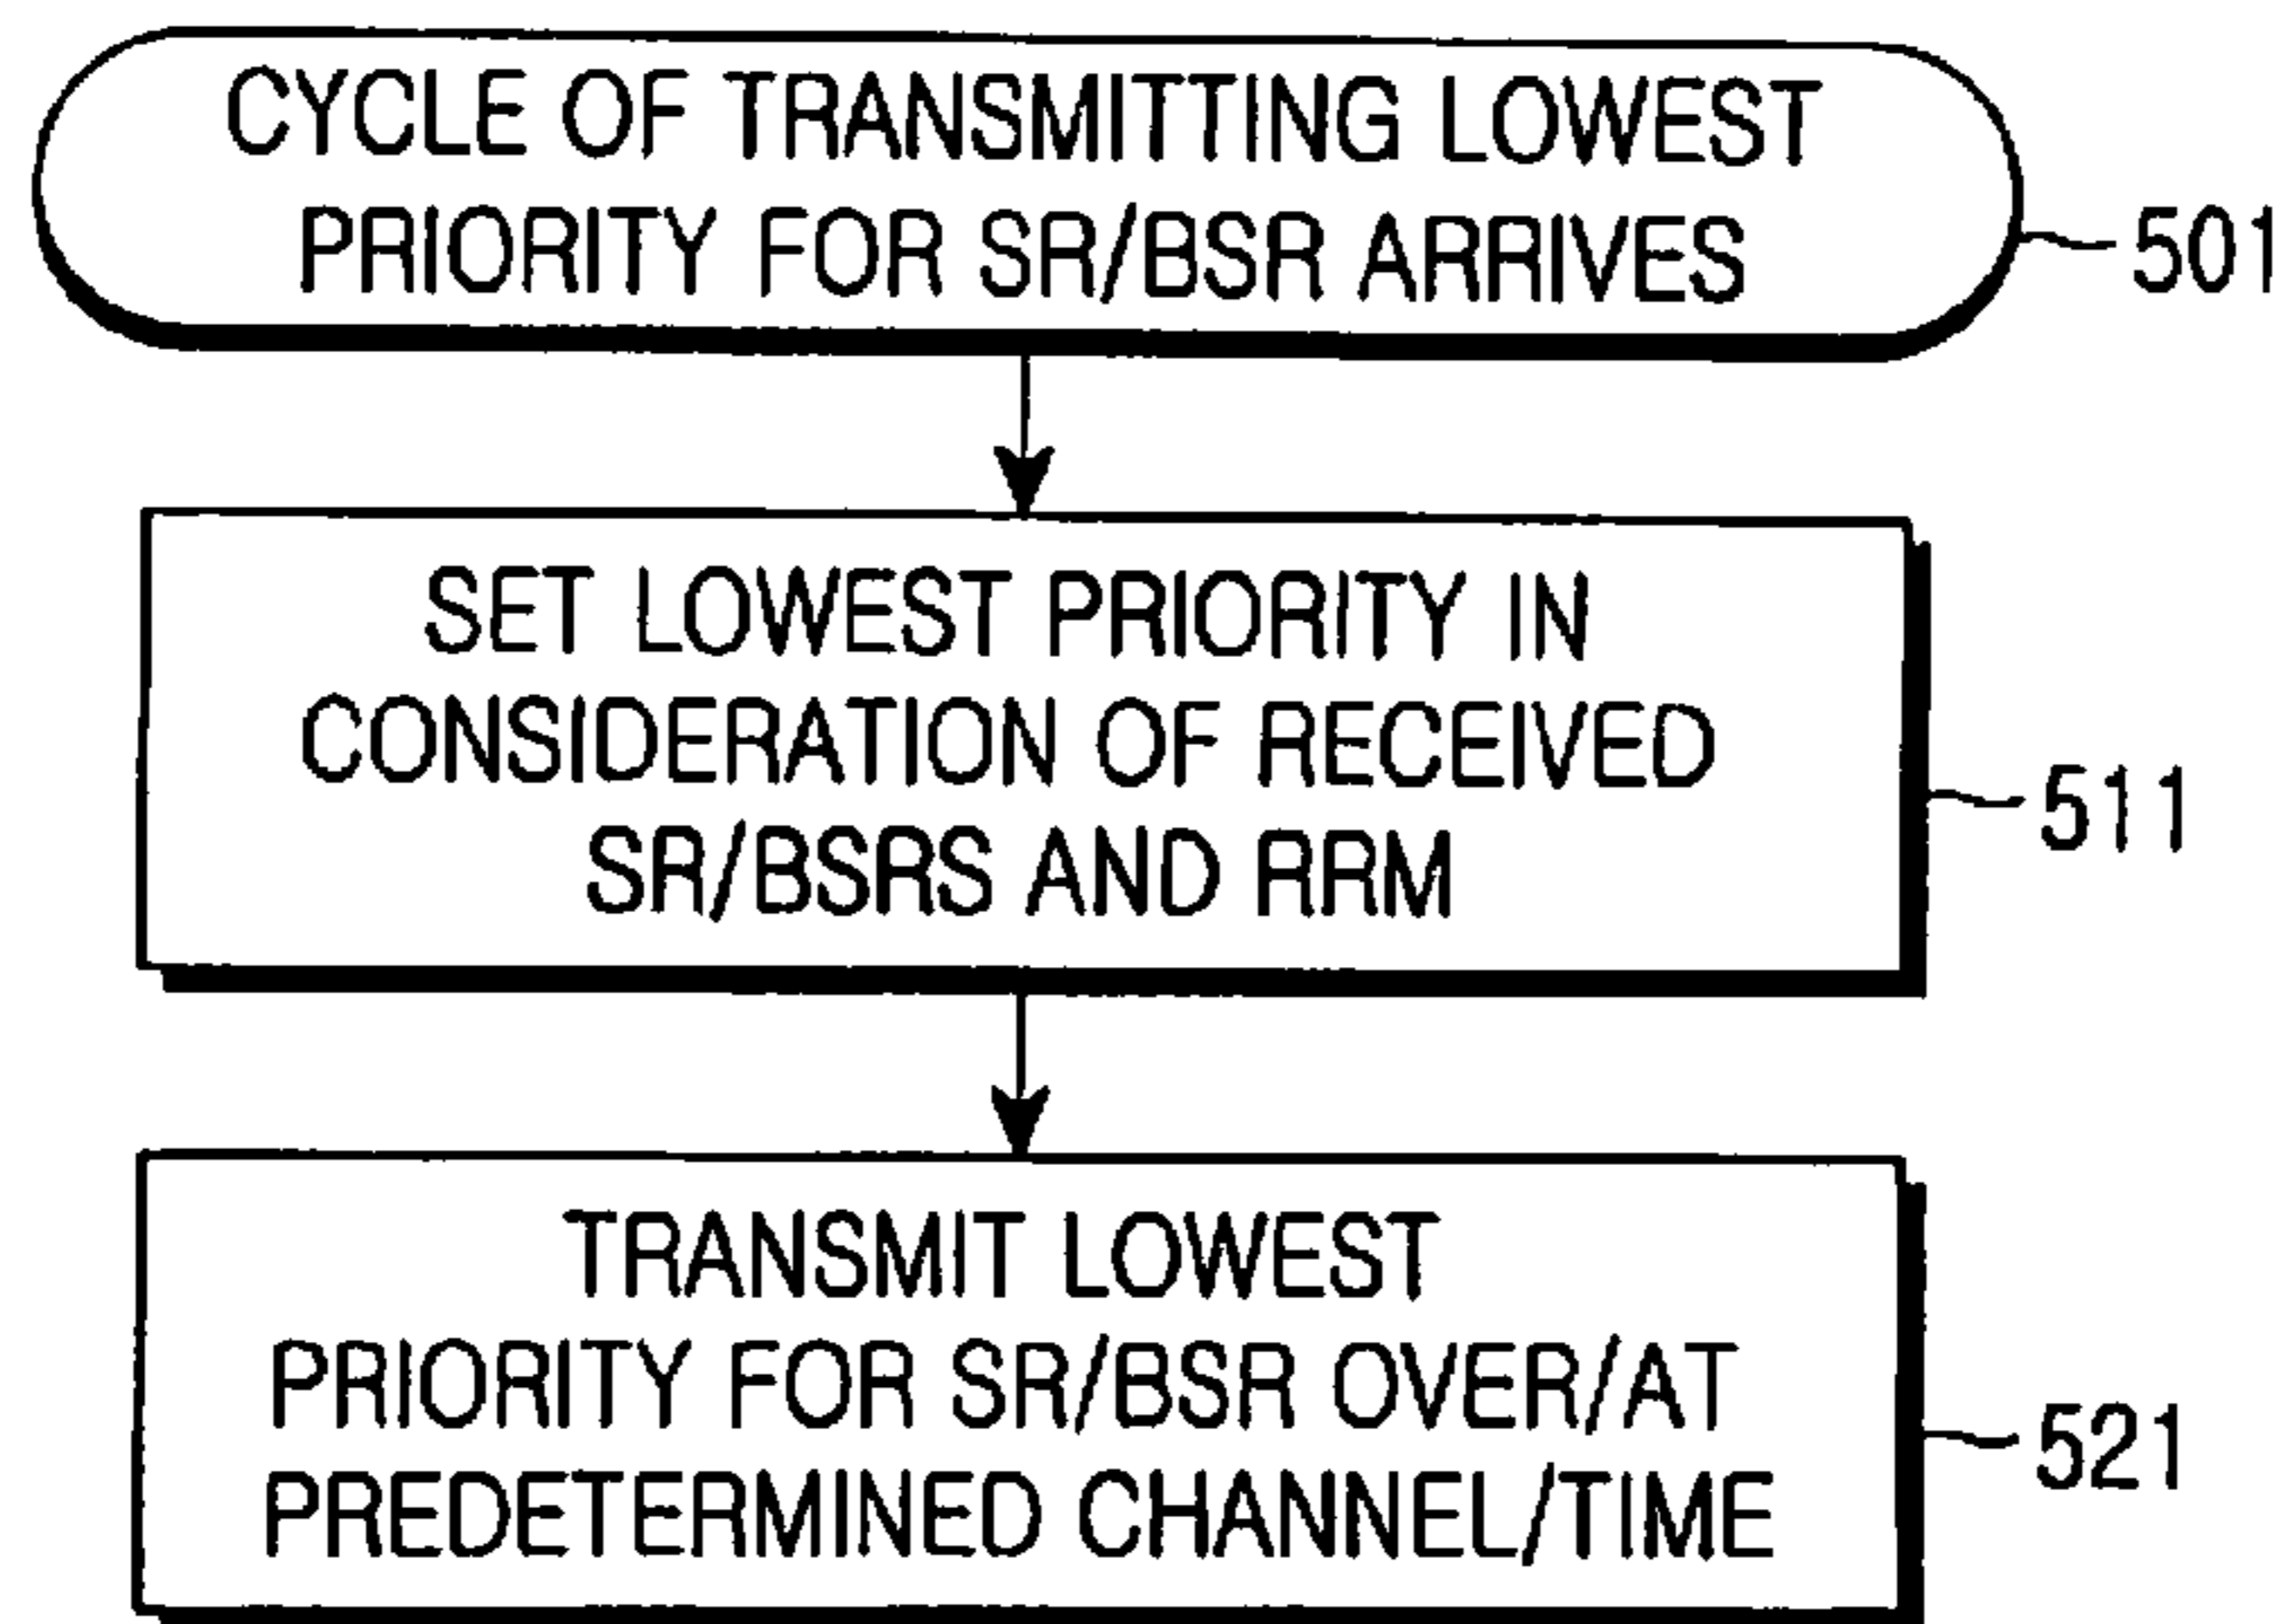 CYCLE OF TRANSMITTING LOWEST
PRIORITY FOR SR/BSR ARRIVES
501
SET LOWEST PRIORITY IN
CONSIDERATION OF RECEIVED
SR/BSRS AND RRM
511
TRANSMIT LOWEST
PRIORITY FOR SR/BSR OVER/AT
PREDETERMINED CHANNEL/TIME
521